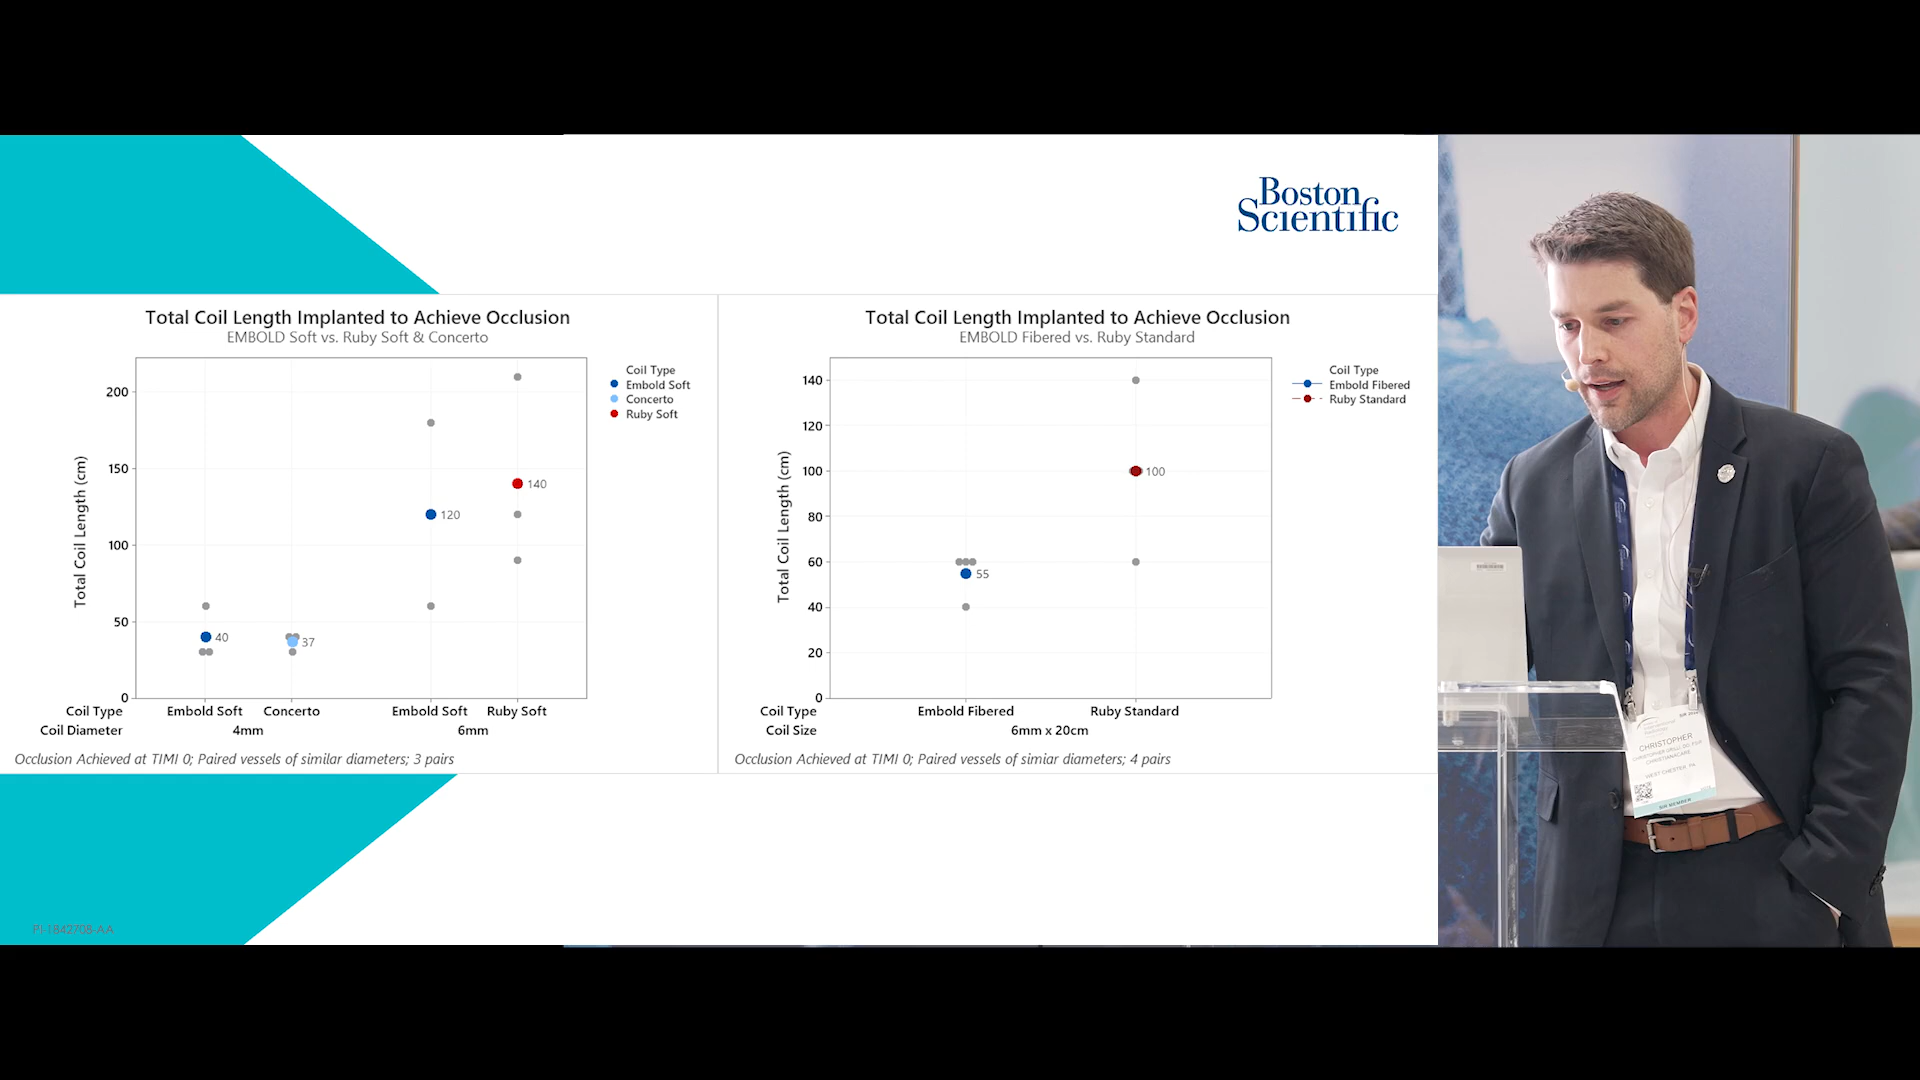 Boston
Scientific
Total Coil Length Implanted to Achieve Occlusion
EMBOLD Soft vs. Ruby Soft & Concerto
Total Coil Length (cm)
200
150
100
50
0
40
37
120
140
Coil Type
Embold Soft
Concerto
Ruby Soft
Coil Type Embold Soft Concerto Embold Soft Ruby Soft
Coil Diameter 4mm 6mm
Occlusion Achieved at TIMI 0; Paired vessels of similar diameters; 3 pairs
Total Coil Length Implanted to Achieve Occlusion
EMBOLD Fibered vs. Ruby Standard
Total Coil Length (cm)
140
120
100
80
60
40
20
0
55
100
Coil Type
Embold Fibered
Ruby Standard
Coil Type Embold Fibered Ruby Standard
Coil Size 6mm x 20cm
Occlusion Achieved at TIMI 0; Paired vessels of simiar diameters; 4 pairs
PI-1842708-AA
CHRISTOPHER
WEST CHESTER, PA
SIR MEMBER